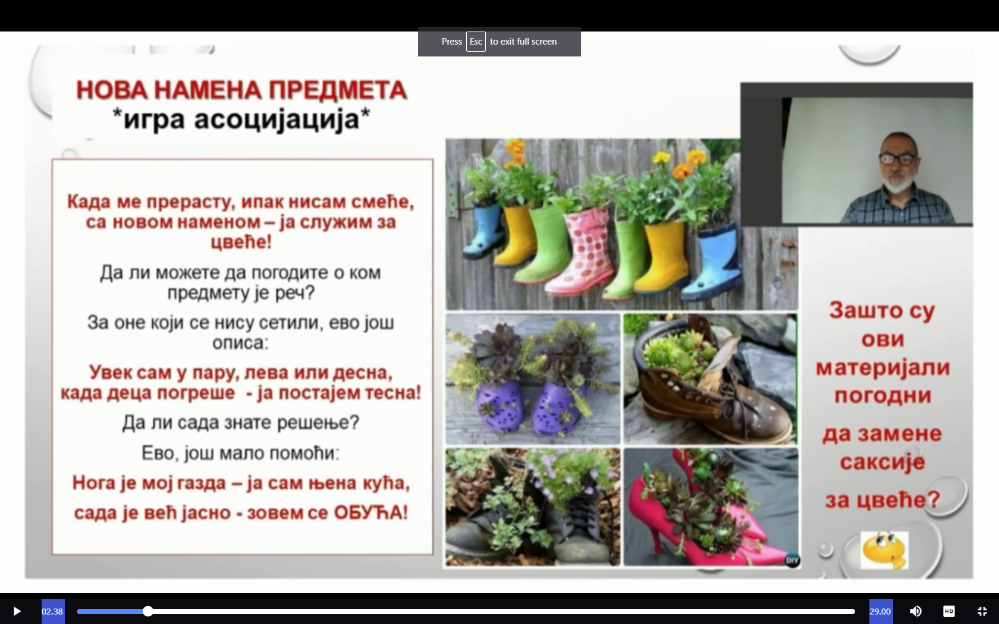 Press Esc to exit full screen
НОВА НАМЕНА ПРЕДМЕТА
*игра асоцијација*
Када ме прерасту, ипак нисам смеће,
са новом наменом – ја служим за
цвеће!
Да ли можете да погодите о ком
предмету је реч?
За оне који се нису сетили, ево још
описа:
Увек сам у пару, лева или десна,
када деца погреше - ја постајем тесна!
Да ли сада знате решење?
Ево, још мало помоћи:
Нога је мој газда – ја сам њена кућа,
сада је већ јасно - зовем се ОБУЋА!
DIY
Зашто су
ови
материјали
погодни
да замене
саксије
за цвеће?
02.38
29.00
HD